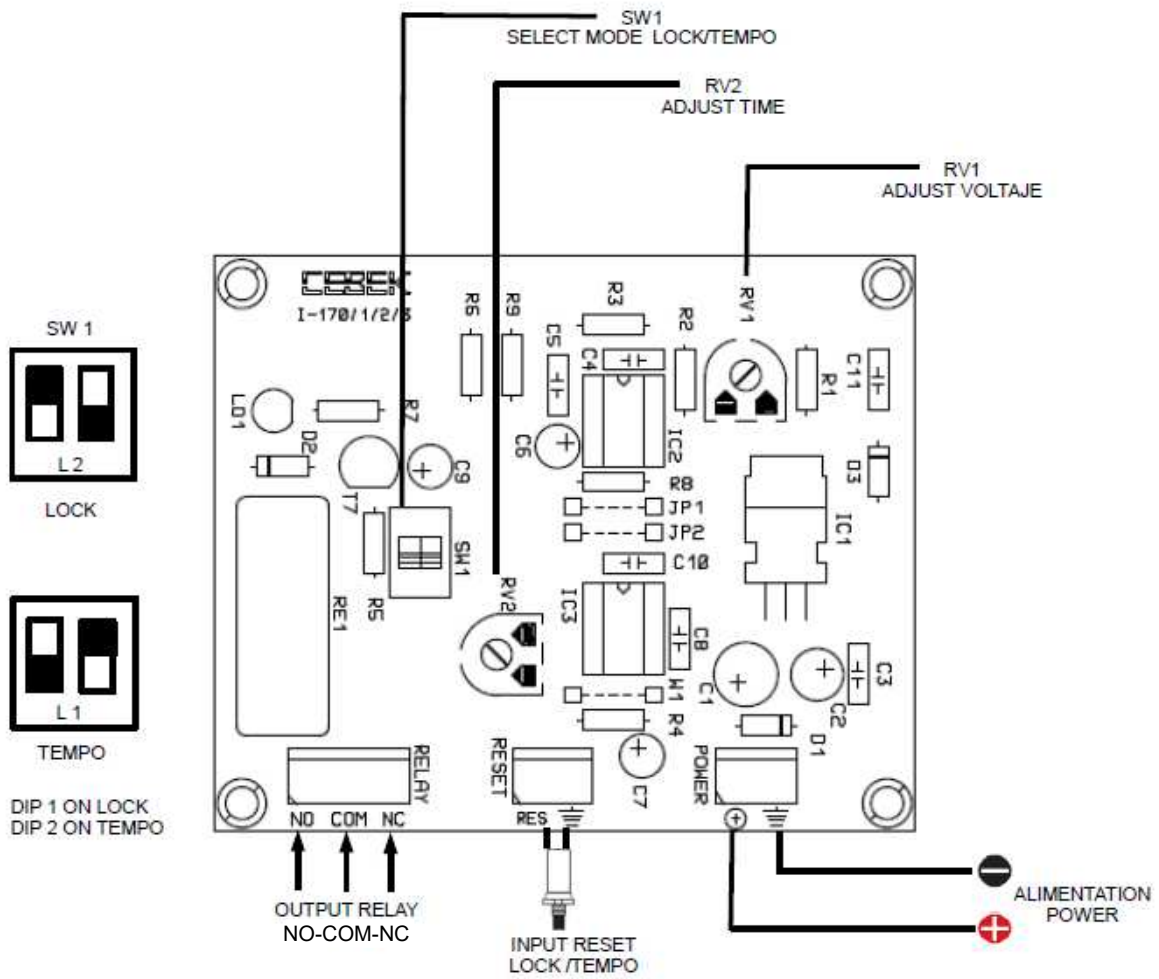 SW1
SELECT MODE LOCK/TEMPO
RV2
ADJUST TIME
RV1
ADJUST VOLTAJE
CEBEK
I-170/1/2/3
R6
R9
C5
R3
C4
R2
RV1
R1
C11
SW 1
L 2
LOCK
LD1
R7
D2
T7
C9
C6
IC2
R8
JP1
JP2
D3
IC1
RE1
R5
SW1
RV2
C10
IC3
C8
W1
R4
C1
C2
C3
D1
L 1
TEMPO
DIP 1 ON LOCK
DIP 2 ON TEMPO
RELAY
RESET
C7
POWER
NO COM NC
RES
OUTPUT RELAY
NO-COM-NC
INPUT RESET
LOCK /TEMPO
ALIMENTATION
POWER